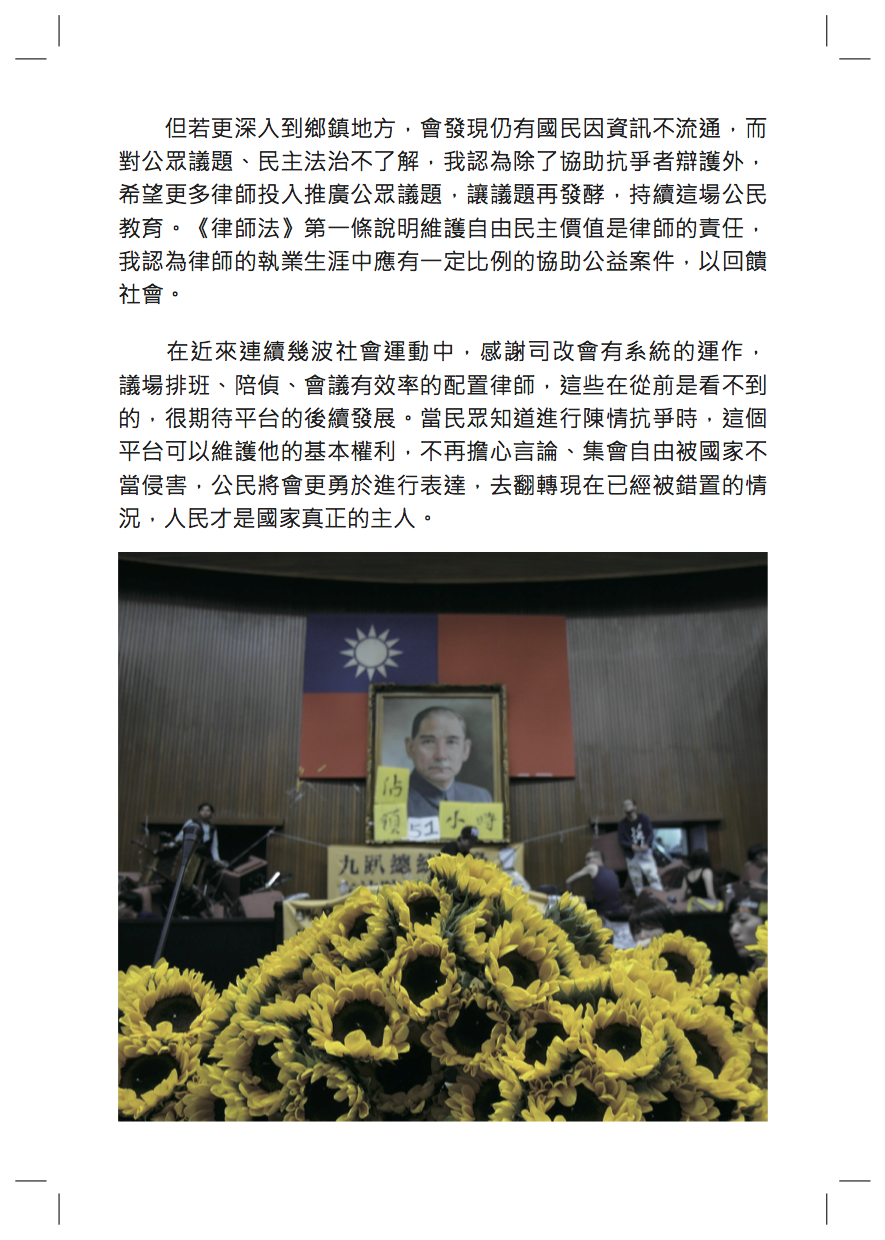 但若更深入到鄉鎮地方，會發現仍有國民因資訊不流通，而
對公眾議題、民主法治不了解，我認為除了協助抗爭者辯護外，
希望更多律師投入推廣公眾議題，讓議題再發酵，持續這場公民
教育。《律師法》第一條說明維護自由民主價值是律師的責任，
我認為律師的執業生涯中應有一定比例的協助公益案件，以回饋
社會。
在近來連續幾波社會運動中，感謝司改會有系統的運作，
議場排班、陪偵、會議有效率的配置律師，這些在從前是看不到
的，很期待平台的後續發展。當民眾知道進行陳情抗爭時，這個
平台可以維護他的基本權利，不再擔心言論、集會自由被國家不
當侵害，公民將會更勇於進行表達，去翻轉現在已經被錯置的情
況，人民才是國家真正的主人。
佔
領 51 小時
九趴總統